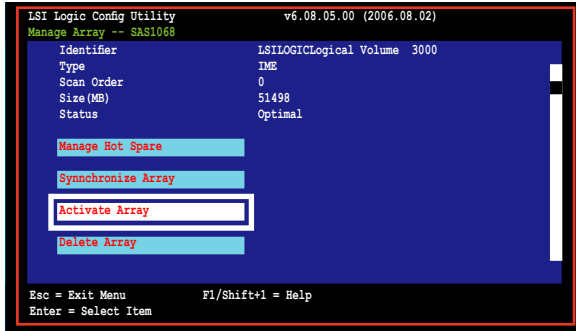 LSI Logic Config Utility v6.08.05.00 (2006.08.02)
Manage Array -- SAS1068
Identifier LSILOGICLogical Volume 3000
Type IME
Scan Order 0
Size(MB) 51498
Status Optimal
Manage Hot Spare
Synnchronize Array
Activate Array
Delete Array
Esc = Exit Menu F1/Shift+1 = Help
Enter = Select Item